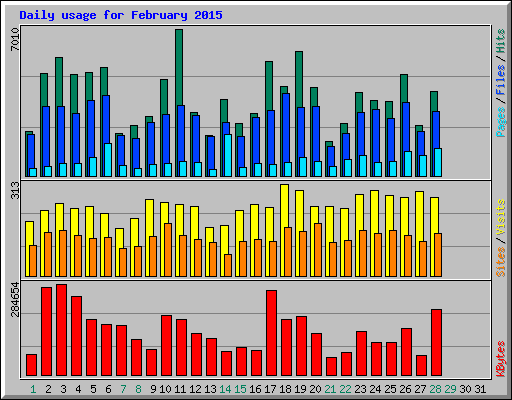 Daily usage for February 2015
7010
Pages / Files / Hits
313
Sites / Visits
284654
KBytes
1 2 3 4 5 6 7 8 9 10 11 12 13 14 15 16 17 18 19 20 21 22 23 24 25 26 27 28 29 30 31